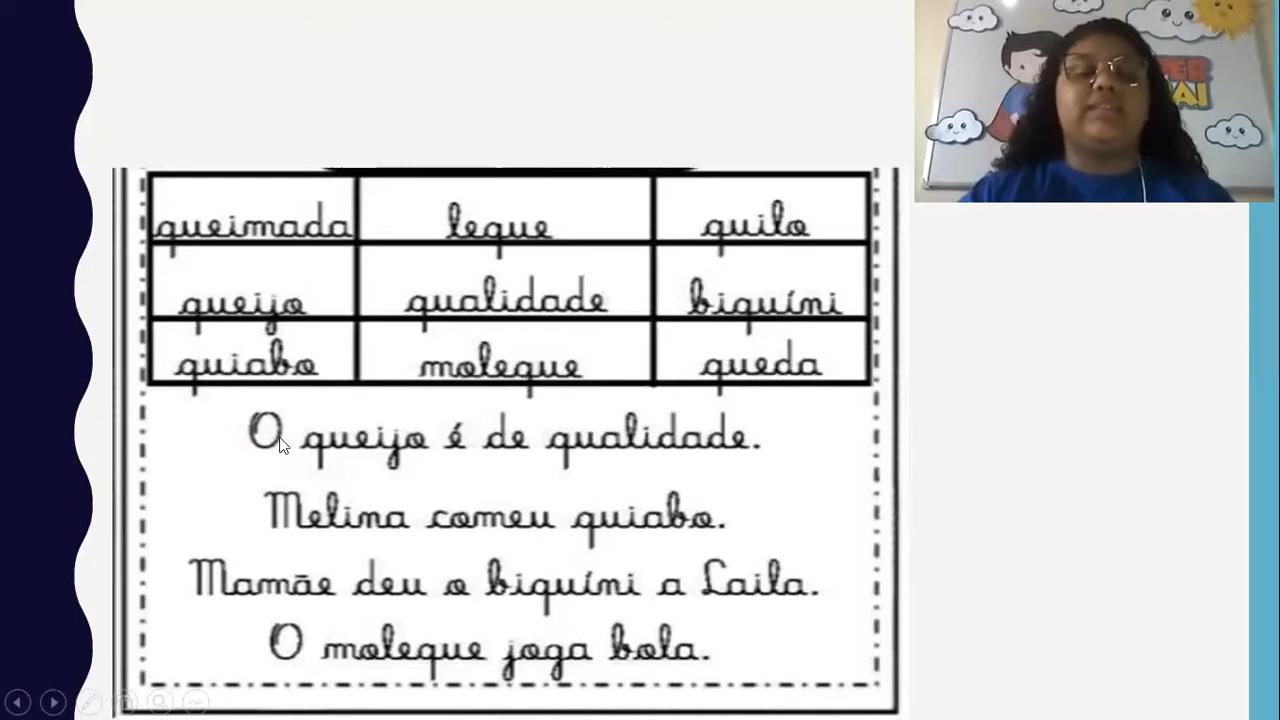 queimada leque quilo
queijo qualidade biquíni
quiabo moleque queda
O queijo é de qualidade.
Melina comeu quiabo.
Mamãe deu o biquíni a Laila.
O moleque joga bola.